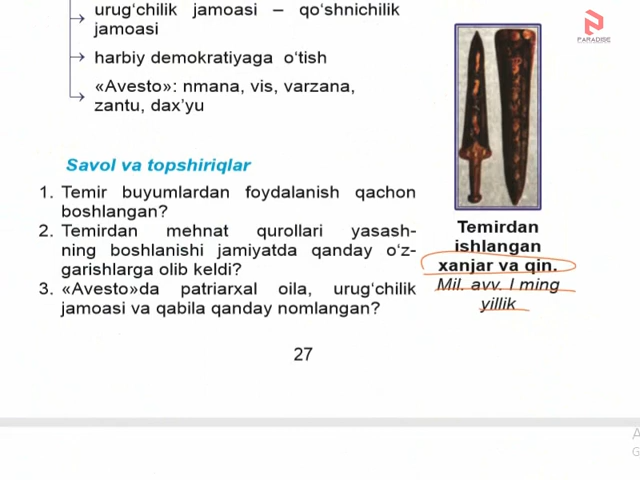 urug‘chilik jamoasi – qo‘shnichilik
jamoasi
harbiy demokratiyaga o‘tish
«Avesto»: nmana, vis, varzana,
zantu, dax’yu
PARADISE
Savol va topshiriqlar
1. Temir buyumlardan foydalanish qachon
boshlangan?
2. Temirdan mehnat qurollari yasash-
ning boshlanishi jamiyatda qanday o‘z-
garishlarga olib keldi?
3. «Avesto»da patriarxal oila, urug‘chilik
jamoasi va qabila qanday nomlangan?
Temirdan
ishlangan
xanjar va qin.
Mil. avv. I ming
yillik
27